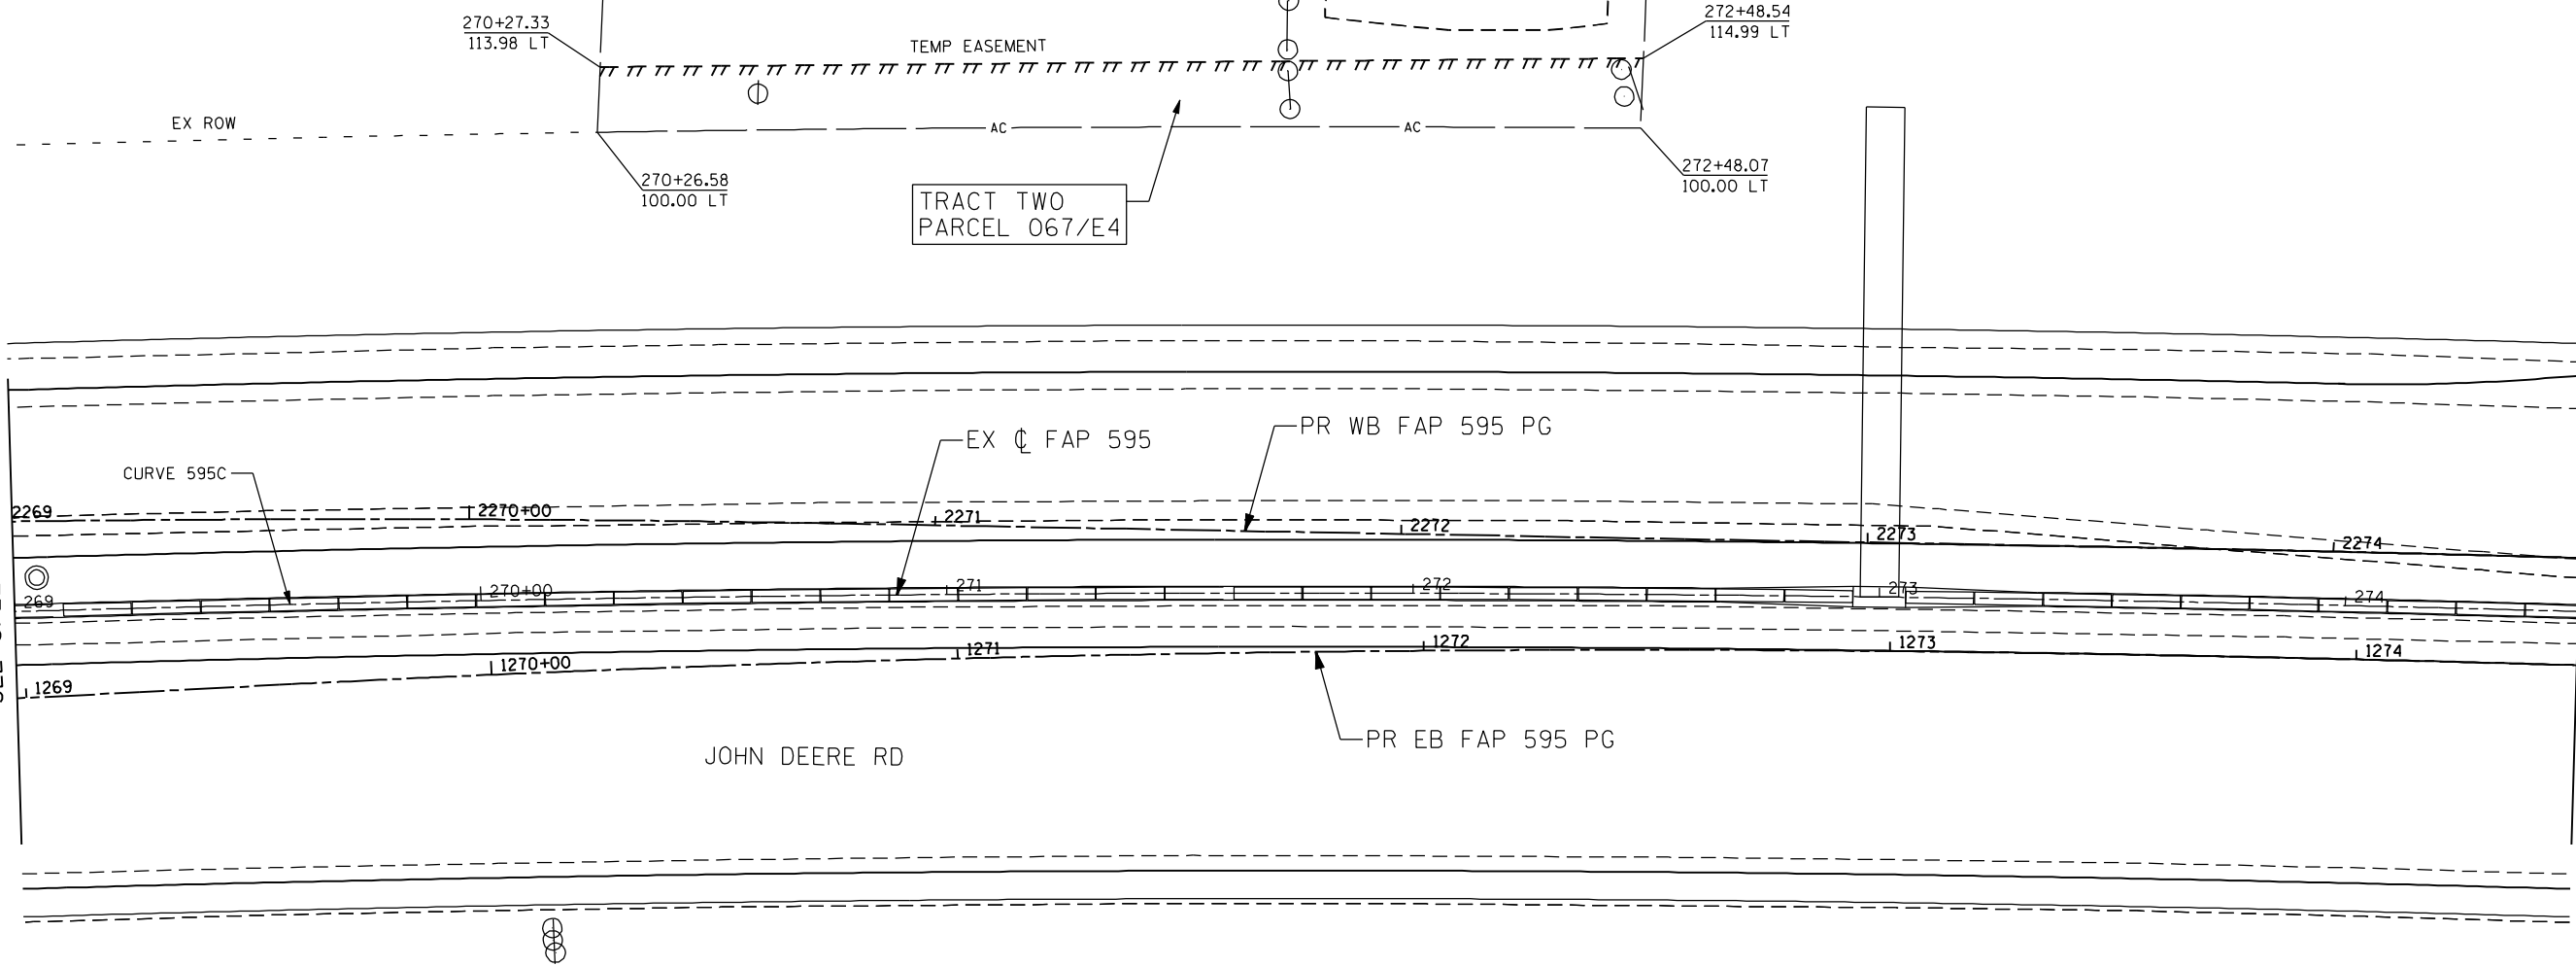 270+27.33
113.98 LT
TEMP EASEMENT
272+48.54
114.99 LT
EX ROW
AC
AC
270+26.58
100.00 LT
272+48.07
100.00 LT
TRACT TWO
PARCEL 067/E4
EX ℄ FAP 595
PR WB FAP 595 PG
CURVE 595C
2269
2270+00
2271
2272
2273
2274
269
270+00
271
272
273
274
1269
1270+00
1271
1272
1273
1274
PR EB FAP 595 PG
JOHN DEERE RD